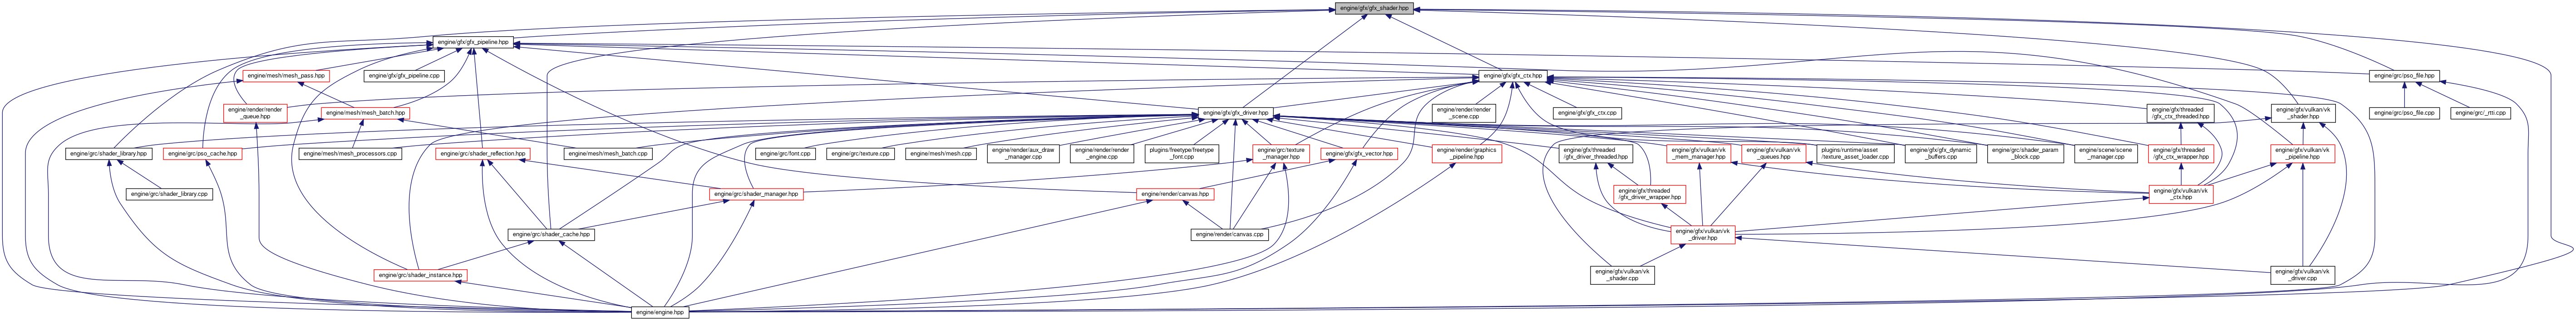 engine/gfx/gfx_shader.hpp
engine/gfx/gfx_pipeline.hpp
engine/mesh/mesh_pass.hpp
engine/gfx/gfx_pipeline.cpp
engine/gfx/gfx_ctx.hpp
engine/grc/pso_file.hpp
engine/render/render
_queue.hpp
engine/mesh/mesh_batch.hpp
engine/gfx/gfx_driver.hpp
engine/render/render
_scene.cpp
engine/gfx/gfx_ctx.cpp
engine/gfx/threaded
/gfx_ctx_threaded.hpp
engine/gfx/vulkan/vk
_shader.hpp
engine/grc/pso_file.cpp
engine/grc/_rtti.cpp
engine/grc/shader_library.hpp
engine/grc/pso_cache.hpp
engine/mesh/mesh_processors.cpp
engine/grc/shader_reflection.hpp
engine/mesh/mesh_batch.cpp
engine/grc/font.cpp
engine/grc/texture.cpp
engine/mesh/mesh.cpp
engine/render/aux_draw
_manager.cpp
engine/render/render
_engine.cpp
plugins/freetype/freetype
_font.cpp
engine/grc/texture
_manager.hpp
engine/gfx/gfx_vector.hpp
engine/render/graphics
_pipeline.hpp
engine/gfx/threaded
/gfx_driver_threaded.hpp
engine/gfx/vulkan/vk
_mem_manager.hpp
engine/gfx/vulkan/vk
_queues.hpp
plugins/runtime/asset
/texture_asset_loader.cpp
engine/gfx/gfx_dynamic
_buffers.cpp
engine/grc/shader_param
_block.cpp
engine/scene/scene
_manager.cpp
engine/gfx/threaded
/gfx_ctx_wrapper.hpp
engine/gfx/vulkan/vk
_pipeline.hpp
engine/grc/shader_library.cpp
engine/grc/shader_manager.hpp
engine/render/canvas.hpp
engine/gfx/threaded
/gfx_driver_wrapper.hpp
engine/gfx/vulkan/vk
_ctx.hpp
engine/grc/shader_cache.hpp
engine/render/canvas.cpp
engine/gfx/vulkan/vk
_driver.hpp
engine/grc/shader_instance.hpp
engine/gfx/vulkan/vk
_shader.cpp
engine/gfx/vulkan/vk
_driver.cpp
engine/engine.hpp